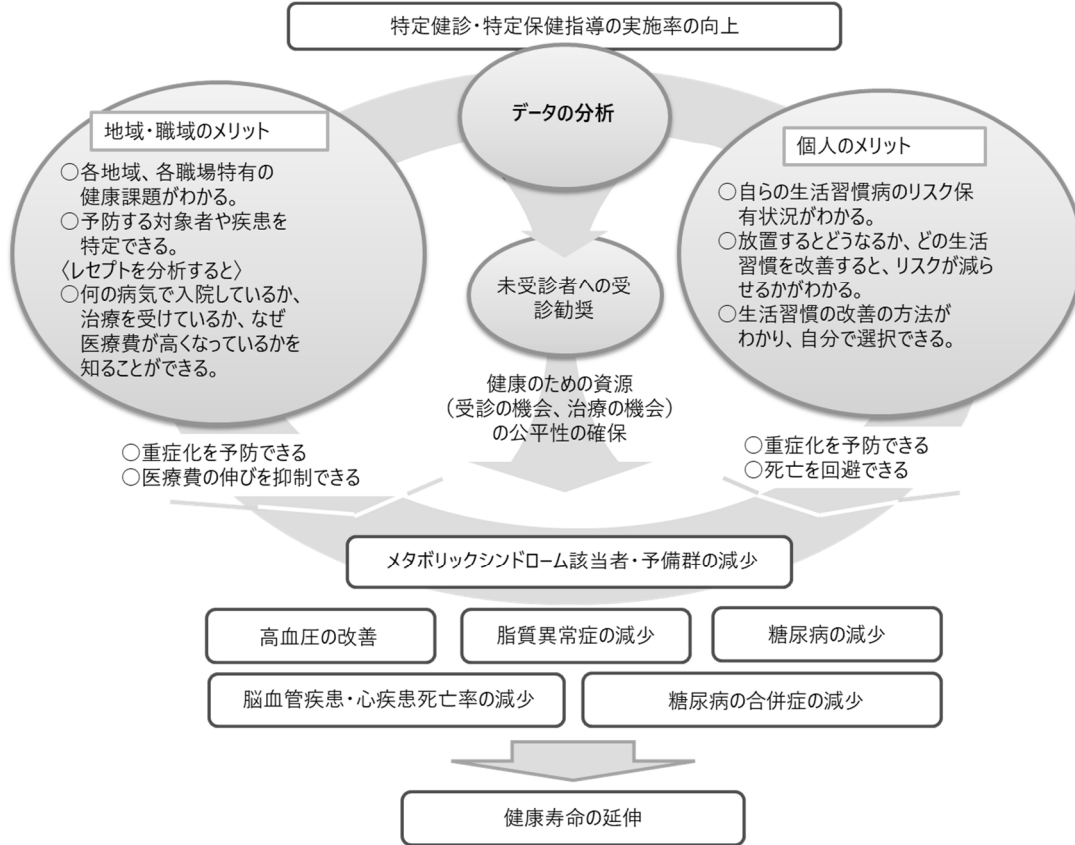 特定健診・特定保健指導の実施率の向上
データの分析
地域・職域のメリット
○各地域、各職場特有の
健康課題がわかる。
○予防する対象者や疾患を
特定できる。
〈レセプトを分析すると〉
○何の病気で入院しているか、
治療を受けているか、なぜ
医療費が高くなっているかを
知ることができる。
個人のメリット
○自らの生活習慣病のリスク保
有状況がわかる。
○放置するとどうなるか、どの生活
習慣を改善すると、リスクが減ら
せるかがわかる。
○生活習慣の改善の方法が
わかり、自分で選択できる。
未受診者への受
診勧奨
健康のための資源
（受診の機会、治療の機会）
の公平性の確保
○重症化を予防できる
○医療費の伸びを抑制できる
○重症化を予防できる
○死亡を回避できる
メタボリックシンドローム該当者・予備群の減少
高血圧の改善
脂質異常症の減少
糖尿病の減少
脳血管疾患・心疾患死亡率の減少
糖尿病の合併症の減少
健康寿命の延伸